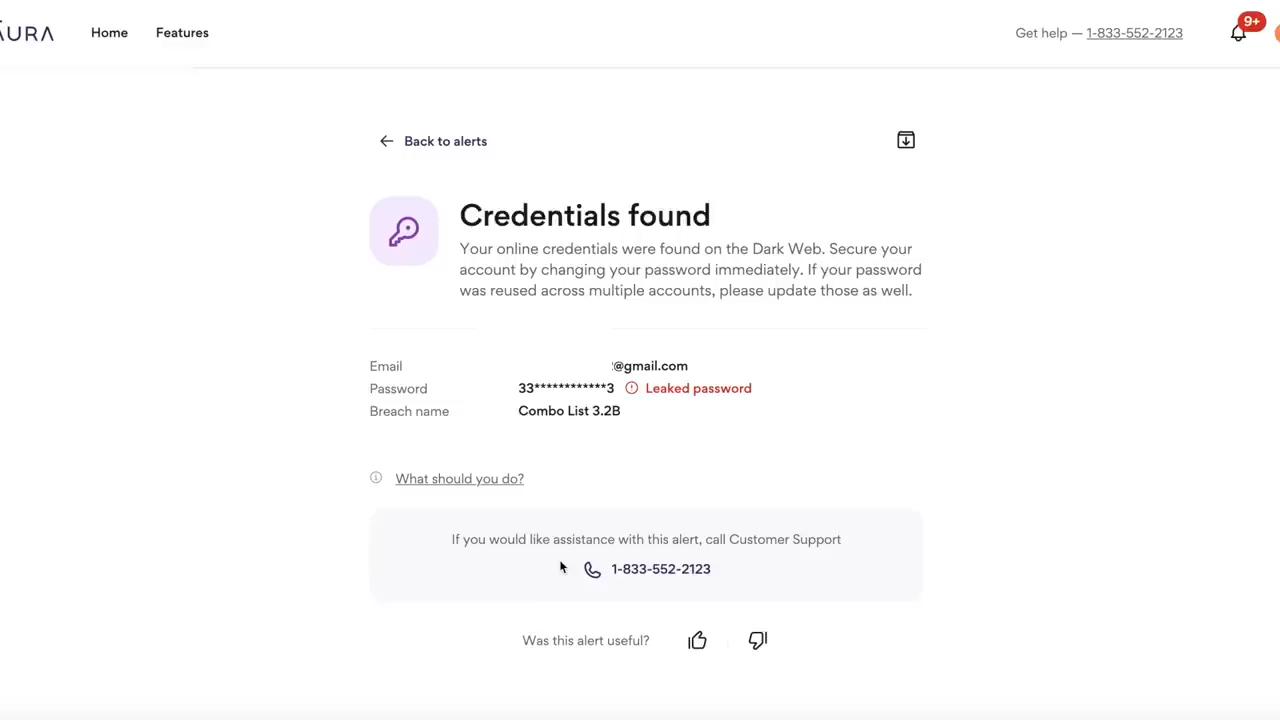 AURA
Home
Features
Get help — 1-833-552-2123
9+
Back to alerts
Credentials found
Your online credentials were found on the Dark Web. Secure your
account by changing your password immediately. If your password
was reused across multiple accounts, please update those as well.
Email
@gmail.com
Password
33************3
Leaked password
Breach name
Combo List 3.2B
What should you do?
If you would like assistance with this alert, call Customer Support
1-833-552-2123
Was this alert useful?